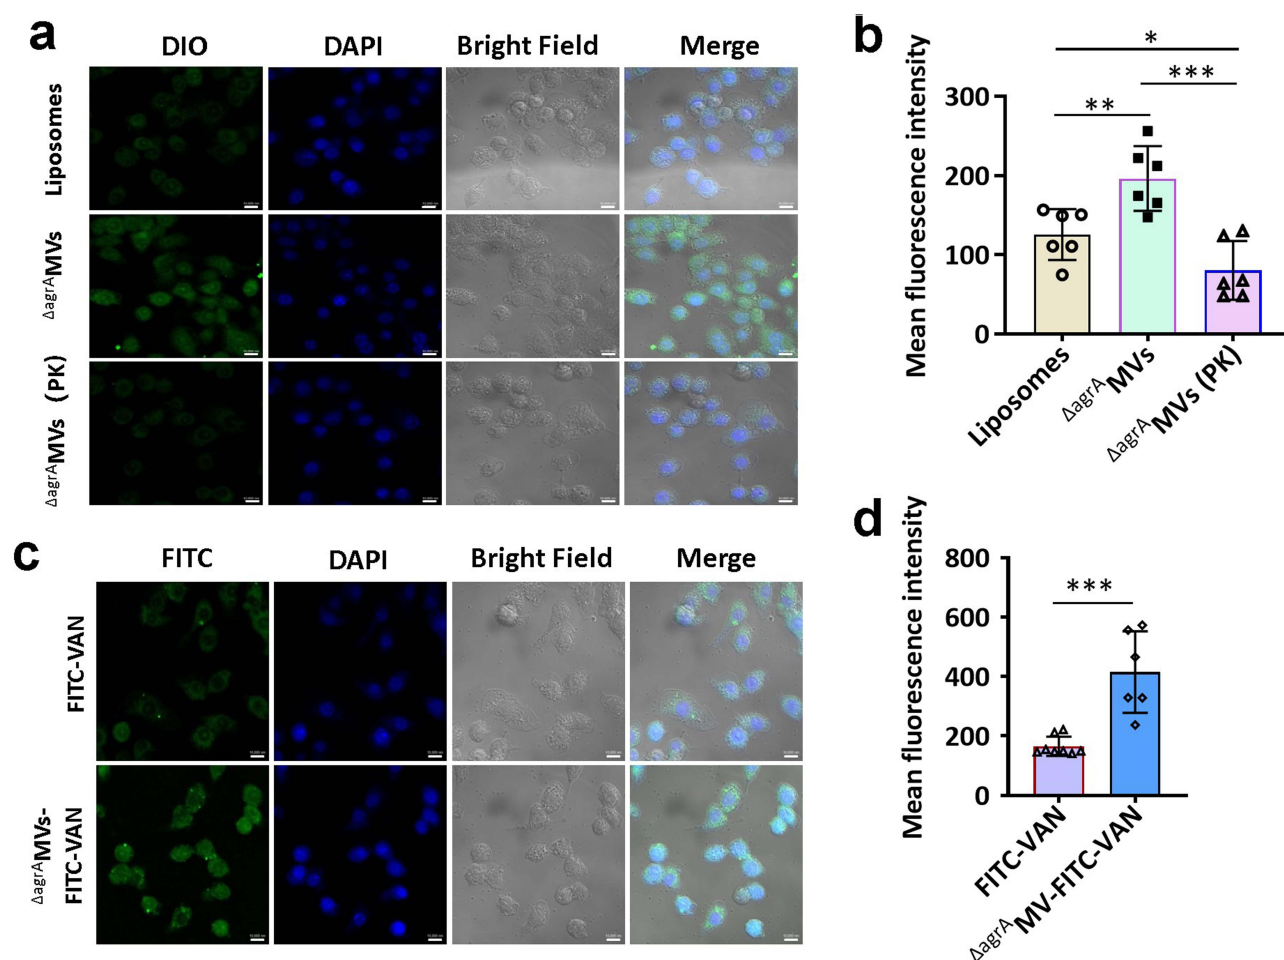 a
DIO DAPI Bright Field Merge
Liposomes
ΔagrAMVs
ΔagrAMVs (PK)
b
Mean fluorescence intensity
300
200
100
0
*
***
**
Liposomes
ΔagrAMVs
ΔagrAMVs (PK)
c
FITC DAPI Bright Field Merge
FITC-VAN
ΔagrAMVs-
FITC-VAN
d
Mean fluorescence intensity
800
600
400
200
0
***
FITC-VAN
ΔagrAMV-FITC-VAN